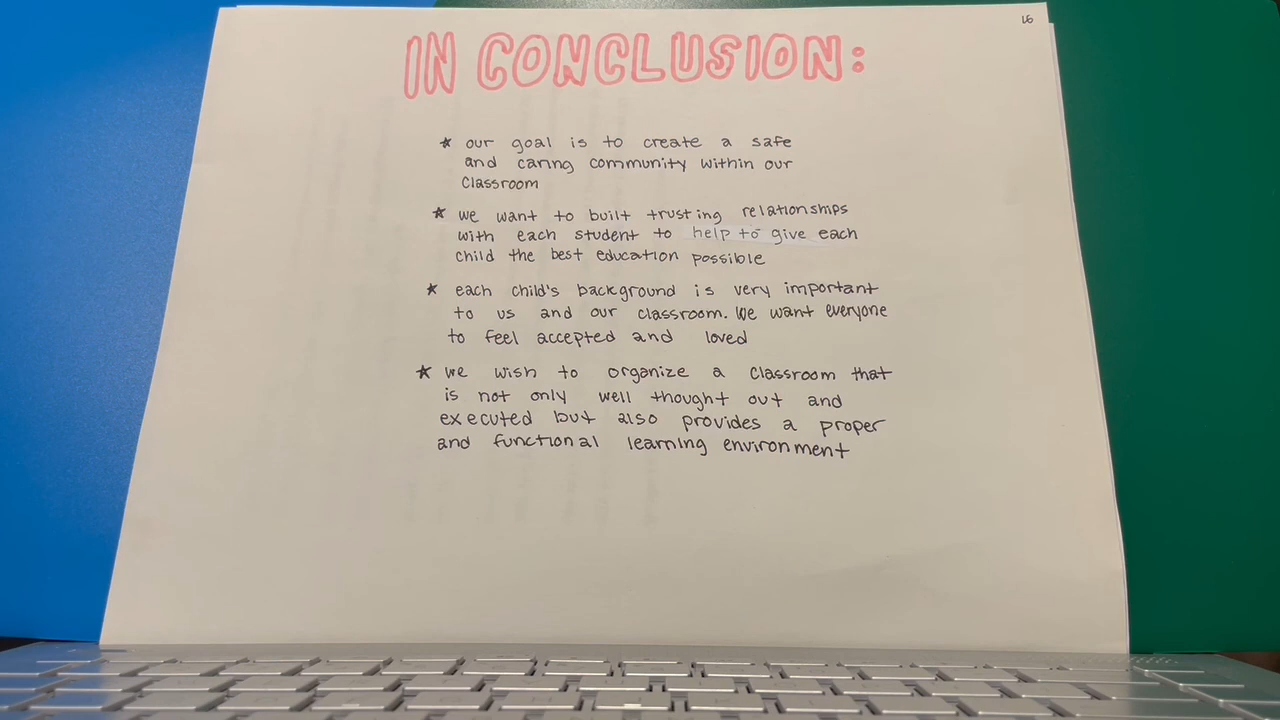 16
IN CONCLUSION:
★ our goal is to create a safe
and caring community within our
classroom
★ we want to built trusting relationships
with each student to help to give each
child the best education possible
★ each child's background is very important
to us and our classroom. We want everyone
to feel accepted and loved
★ we wish to organize a classroom that
is not only well thought out and
executed but also provides a proper
and functional learning environment